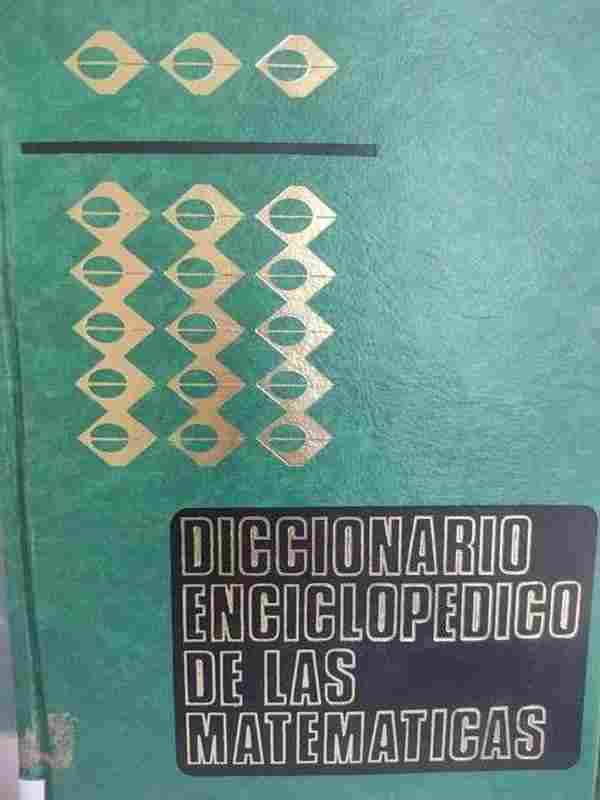 DICCIONARIO
ENCICLOPEDICO
DE LAS
MATEMATICAS